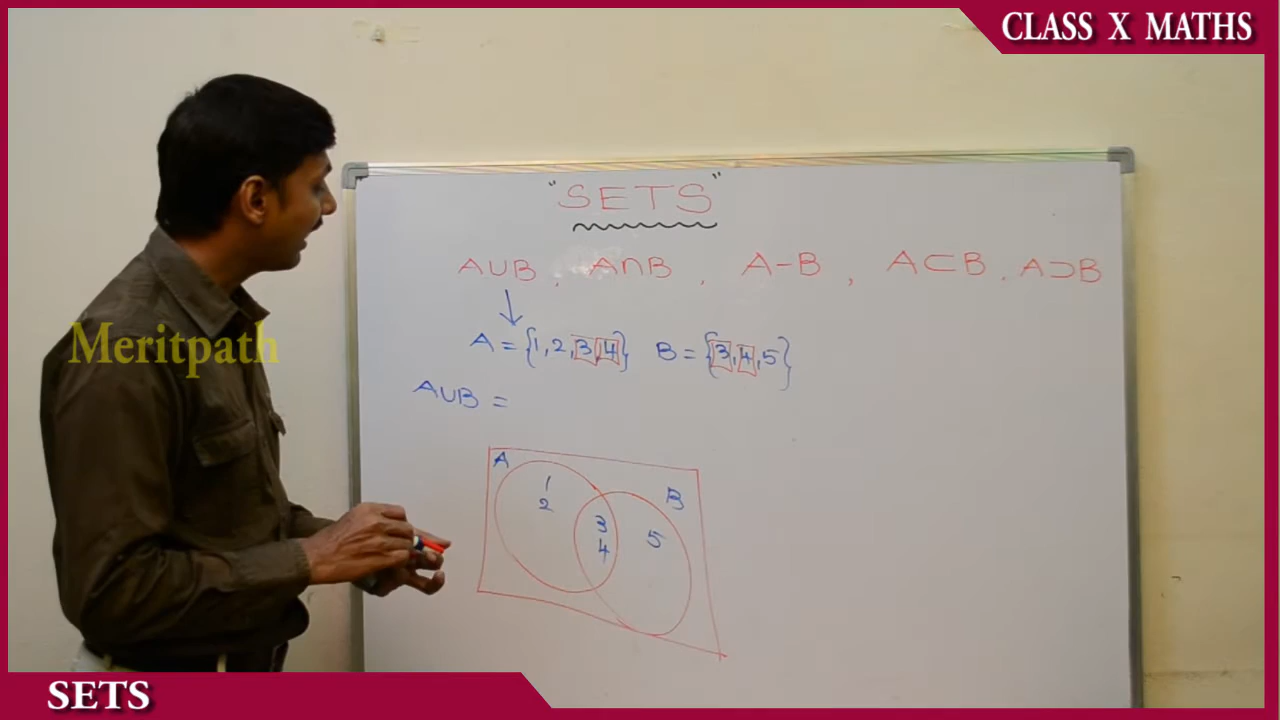 CLASS X MATHS
"SETS"
A∪B, A∩B, A-B, A⊂B, A⊃B
A = {1, 2, 3, 4} B = {3, 4, 5}
Meritpath
A∪B =
A
1
B
2
3
5
4
SETS